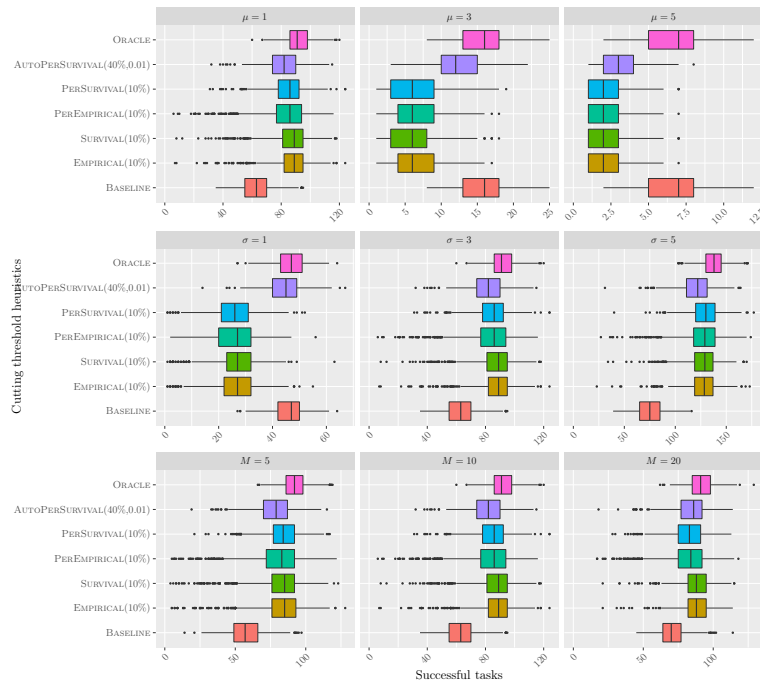 μ = 1
μ = 3
μ = 5
ORACLE
AUTOPERSURVIVAL(40%,0.01)
PERSURVIVAL(10%)
PEREMPIRICAL(10%)
SURVIVAL(10%)
EMPIRICAL(10%)
BASELINE
0 40 80 120
0 5 10 15 20 25
0.0 2.5 5.0 7.5 10.0 12.5
σ = 1
σ = 3
σ = 5
ORACLE
AUTOPERSURVIVAL(40%,0.01)
PERSURVIVAL(10%)
PEREMPIRICAL(10%)
SURVIVAL(10%)
EMPIRICAL(10%)
BASELINE
0 20 40 60
0 40 80 120
0 50 100 150
M = 5
M = 10
M = 20
ORACLE
AUTOPERSURVIVAL(40%,0.01)
PERSURVIVAL(10%)
PEREMPIRICAL(10%)
SURVIVAL(10%)
EMPIRICAL(10%)
BASELINE
50 100
0 40 80 120
0 50 100
Cutting threshold heuristics
Successful tasks